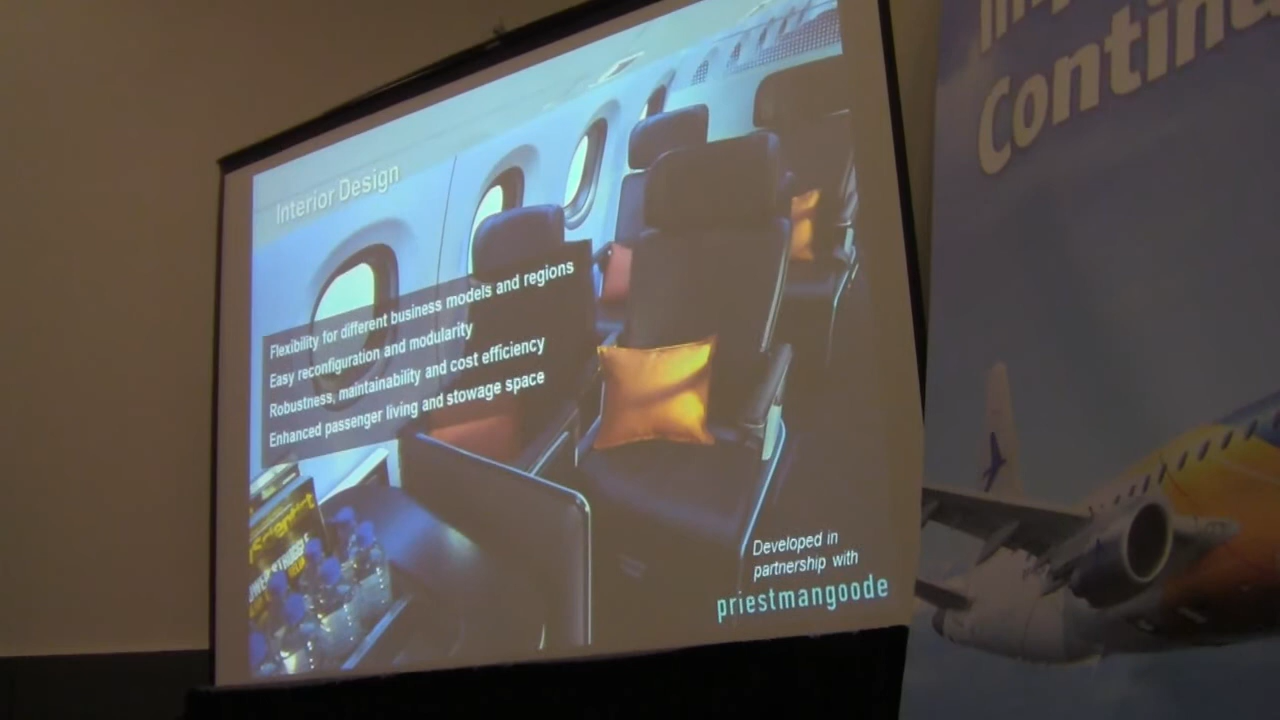 Interior Design
Flexibility for different business models and regions
Easy reconfiguration and modularity
Robustness, maintainability and cost efficiency
Enhanced passenger living and stowage space
Developed in
partnership with
priestmangoode